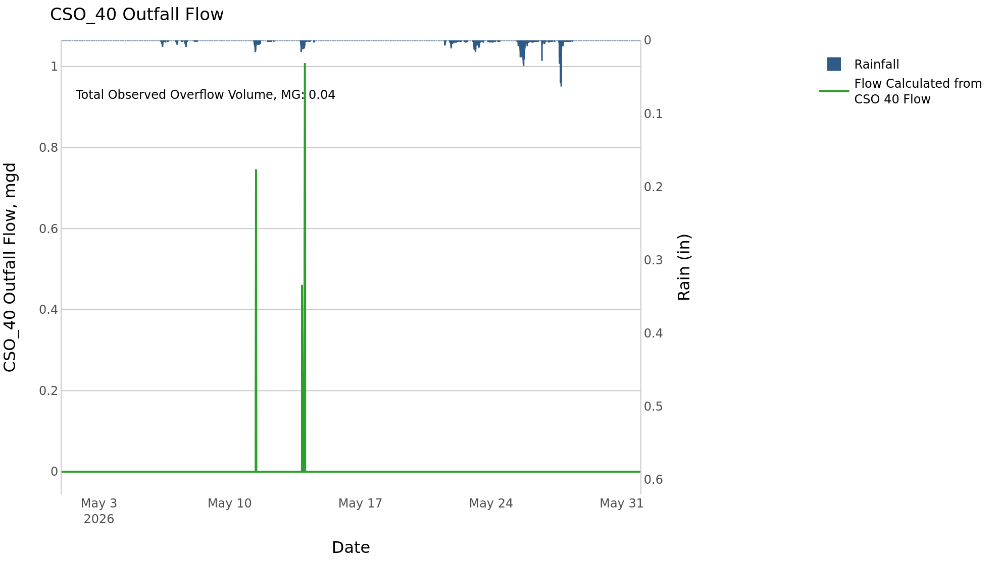 CSO_40 Outfall Flow
Total Observed Overflow Volume, MG: 0.04
CSO_40 Outfall Flow, mgd
1
0.8
0.6
0.4
0.2
0
0
0.1
0.2
0.3
0.4
0.5
0.6
Rain (in)
May 3
2026
May 10
May 17
May 24
May 31
Date
Rainfall
Flow Calculated from
CSO 40 Flow